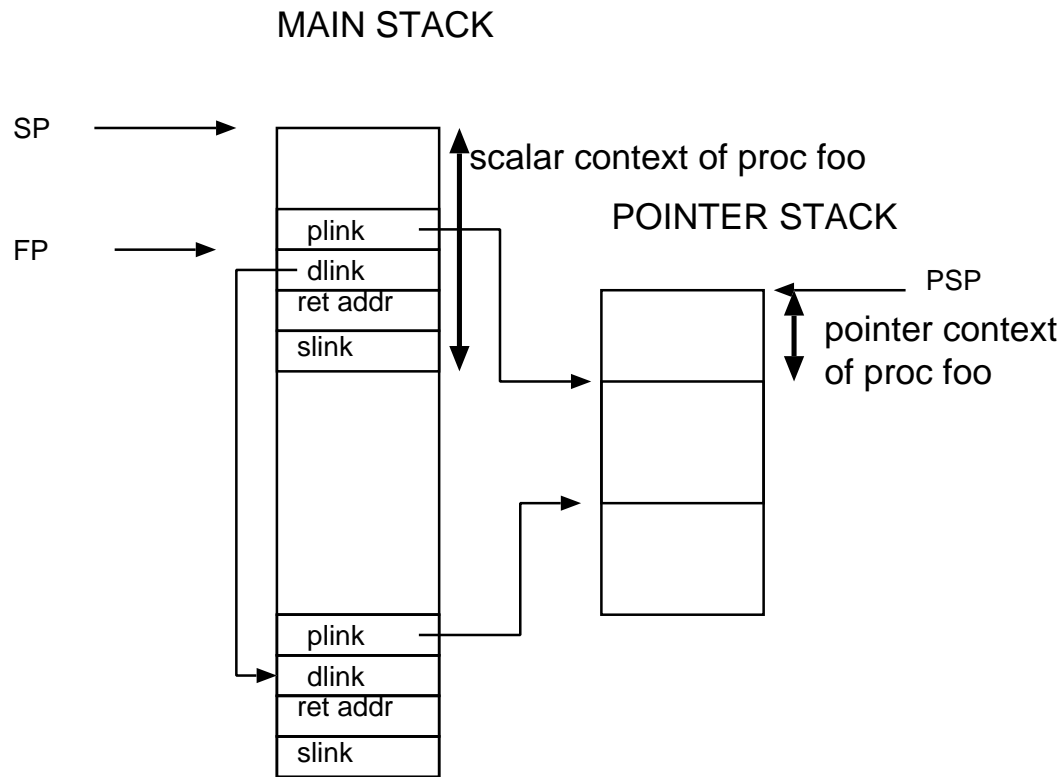 MAIN STACK
SP
scalar context of proc foo
POINTER STACK
plink
FP
dlink
PSP
ret addr
pointer context
of proc foo
slink
plink
dlink
ret addr
slink